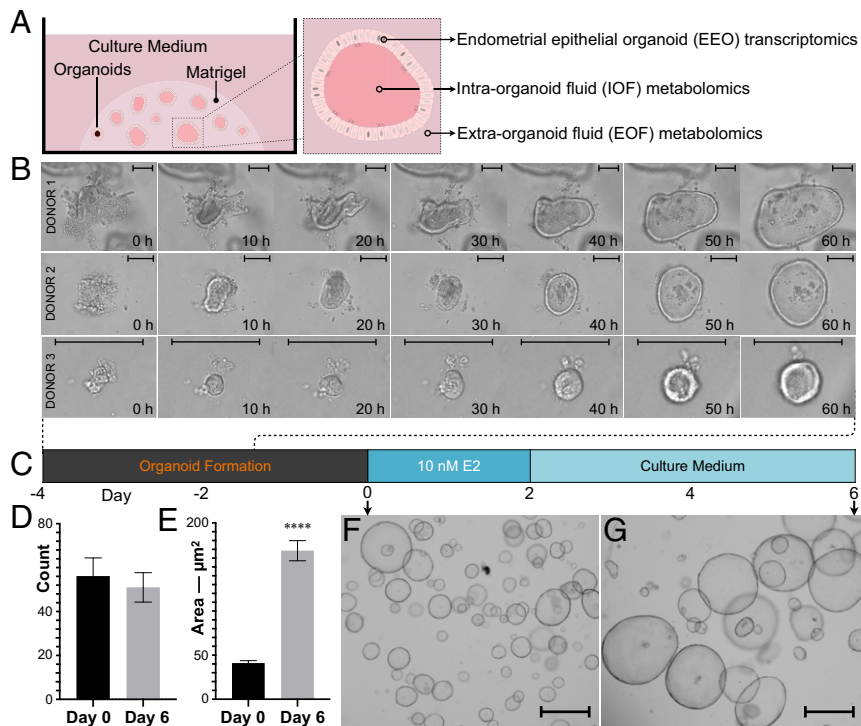 A
Culture Medium
Organoids
Matrigel
Endometrial epithelial organoid (EEO) transcriptomics
Intra-organoid fluid (IOF) metabolomics
Extra-organoid fluid (EOF) metabolomics
B
DONOR 1
0 h 10 h 20 h 30 h 40 h 50 h 60 h
DONOR 2
0 h 10 h 20 h 30 h 40 h 50 h 60 h
DONOR 3
0 h 10 h 20 h 30 h 40 h 50 h 60 h
C
Organoid Formation 10 nM E2 Culture Medium
-4 Day -2 0 2 4 6
D
Count
80
60
40
20
0
Day 0 Day 6
E
Area — µm²
200
150
100
50
0
****
Day 0 Day 6
F
G